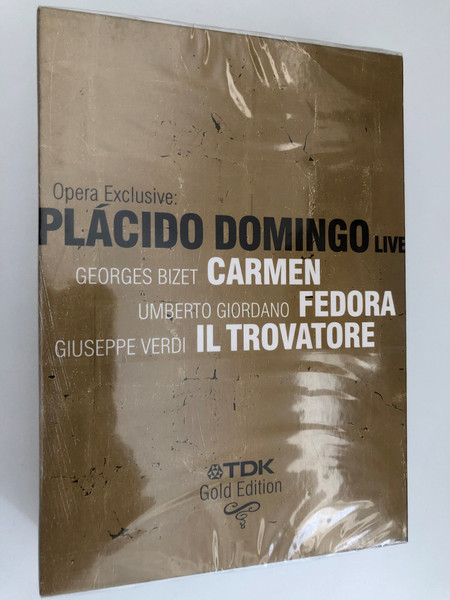 Opera Exclusive:
PLÁCIDO DOMINGO LIVE
GEORGES BIZET CARMEN
UMBERTO GIORDANO FEDORA
GIUSEPPE VERDI IL TROVATORE
TDK
Gold Edition